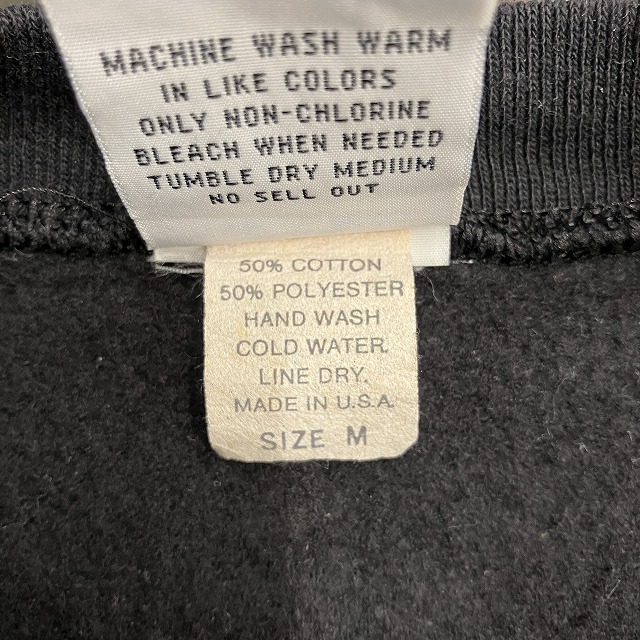 MACHINE WASH WARM
IN LIKE COLORS
ONLY NON-CHLORINE
BLEACH WHEN NEEDED
TUMBLE DRY MEDIUM
NO SELL OUT
50% COTTON
50% POLYESTER
HAND WASH
COLD WATER.
LINE DRY.
MADE IN U.S.A.
SIZE M